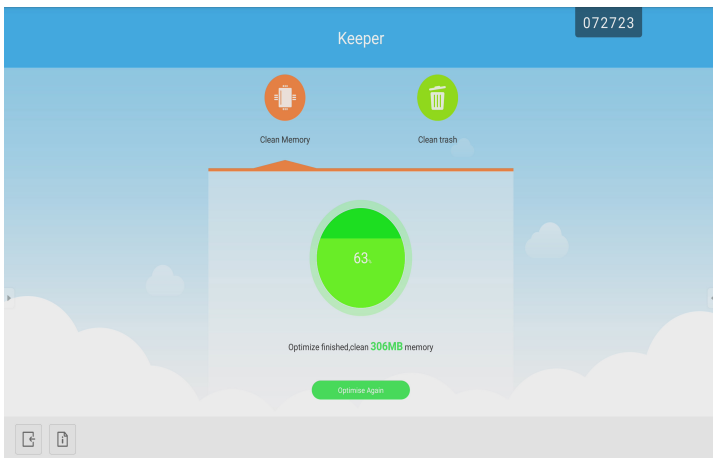 Keeper
072723
Clean Memory
Clean trash
63%
Optimize finished,clean 306MB memory
Optimise Again